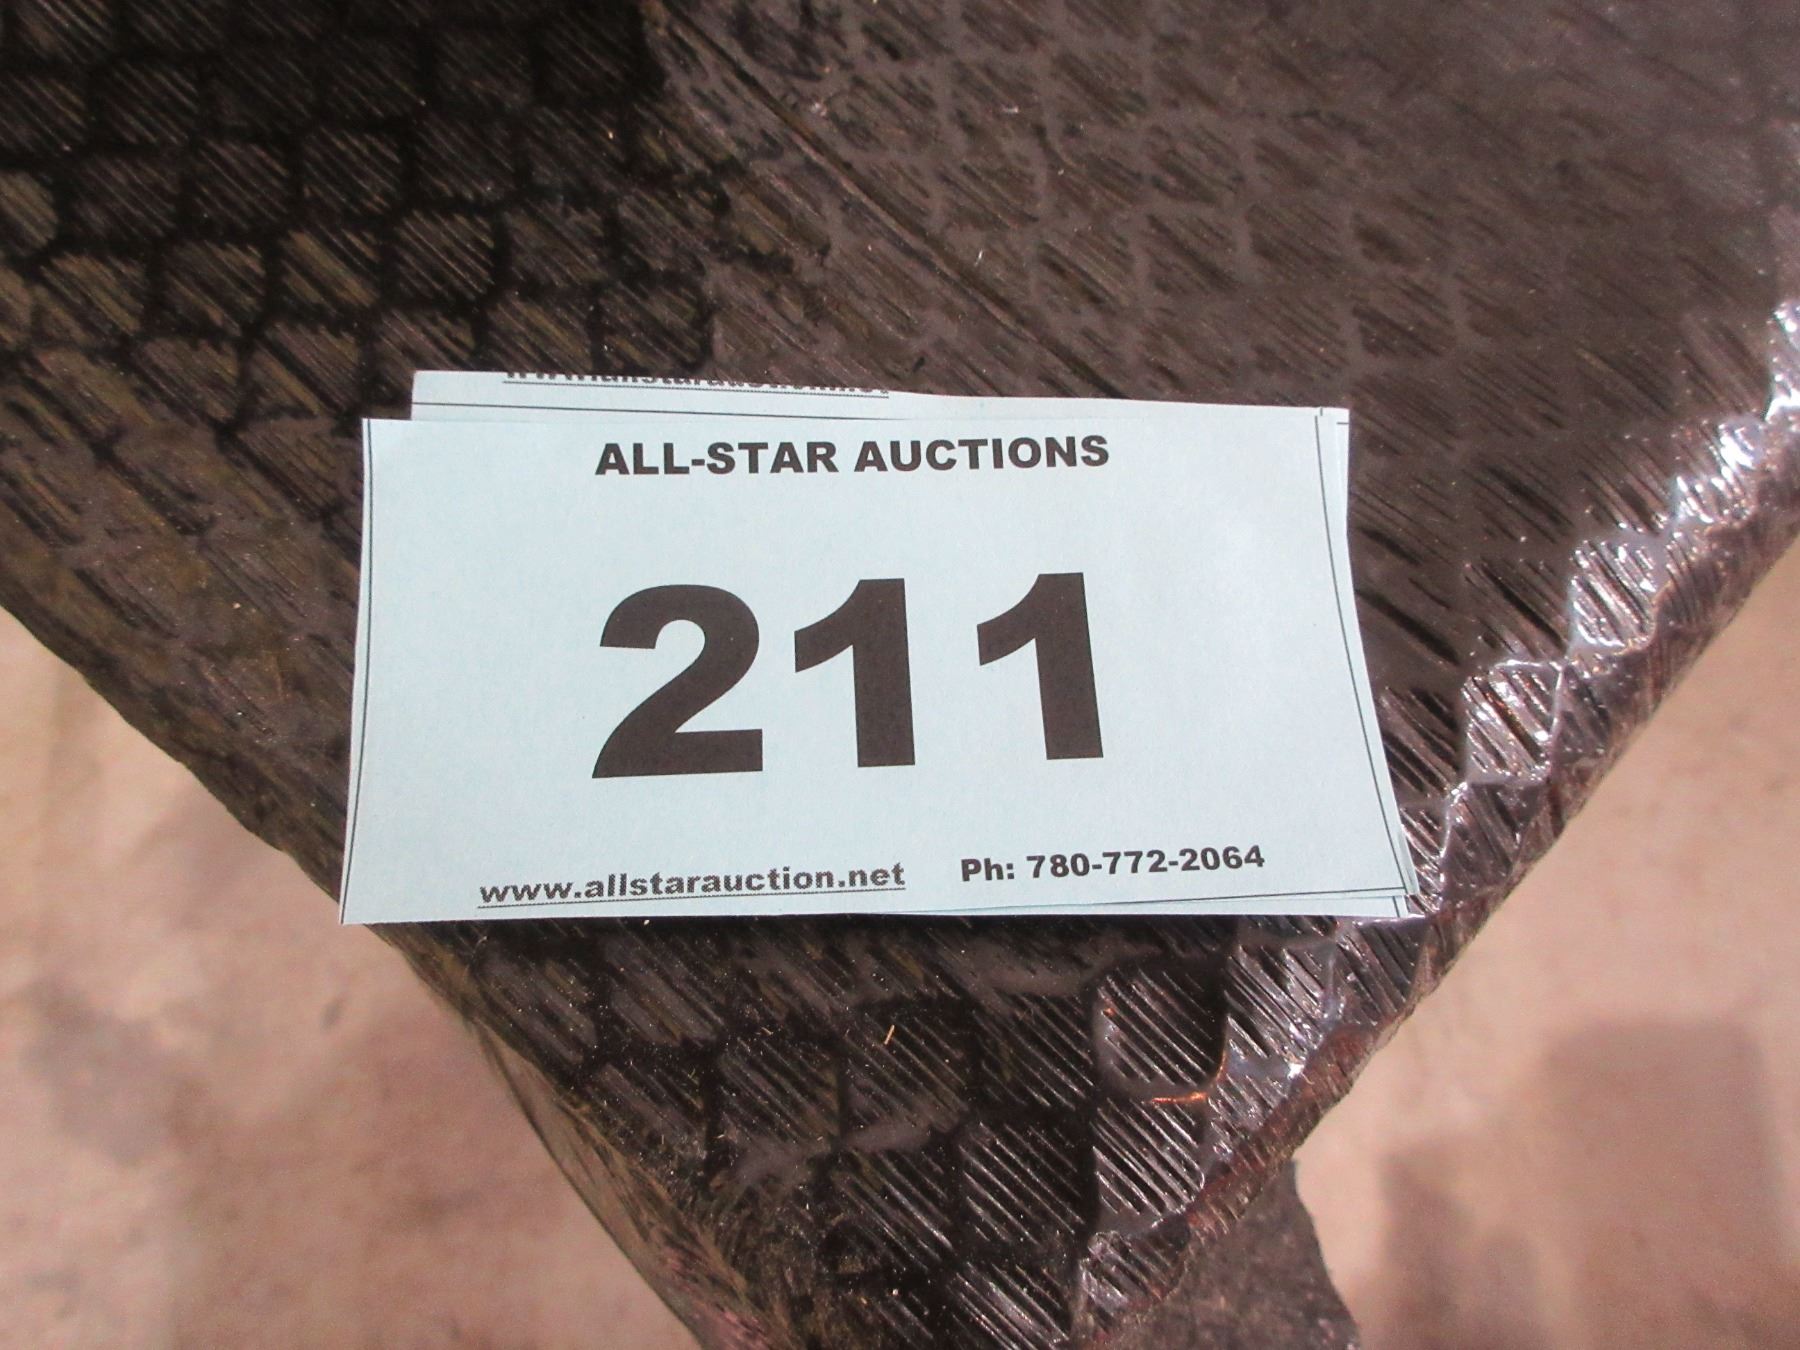 ALL-STAR AUCTIONS
211
www.allstarauction.net Ph: 780-772-2064